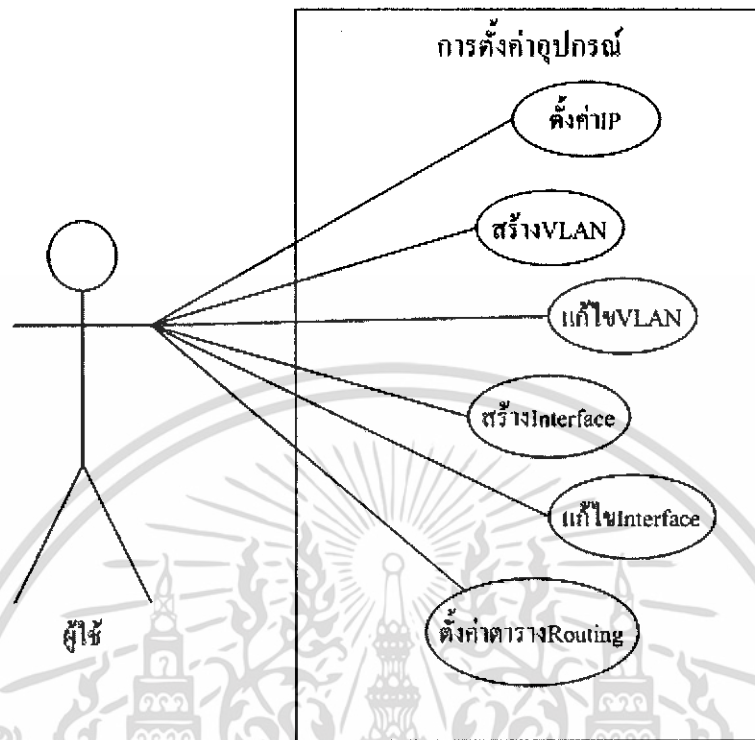 การตั้งค่าอุปกรณ์
ตั้งค่าIP
สร้างVLAN
แก้ไขVLAN
สร้างInterface
แก้ไขInterface
ตั้งค่าตารางRouting
ผู้ใช้